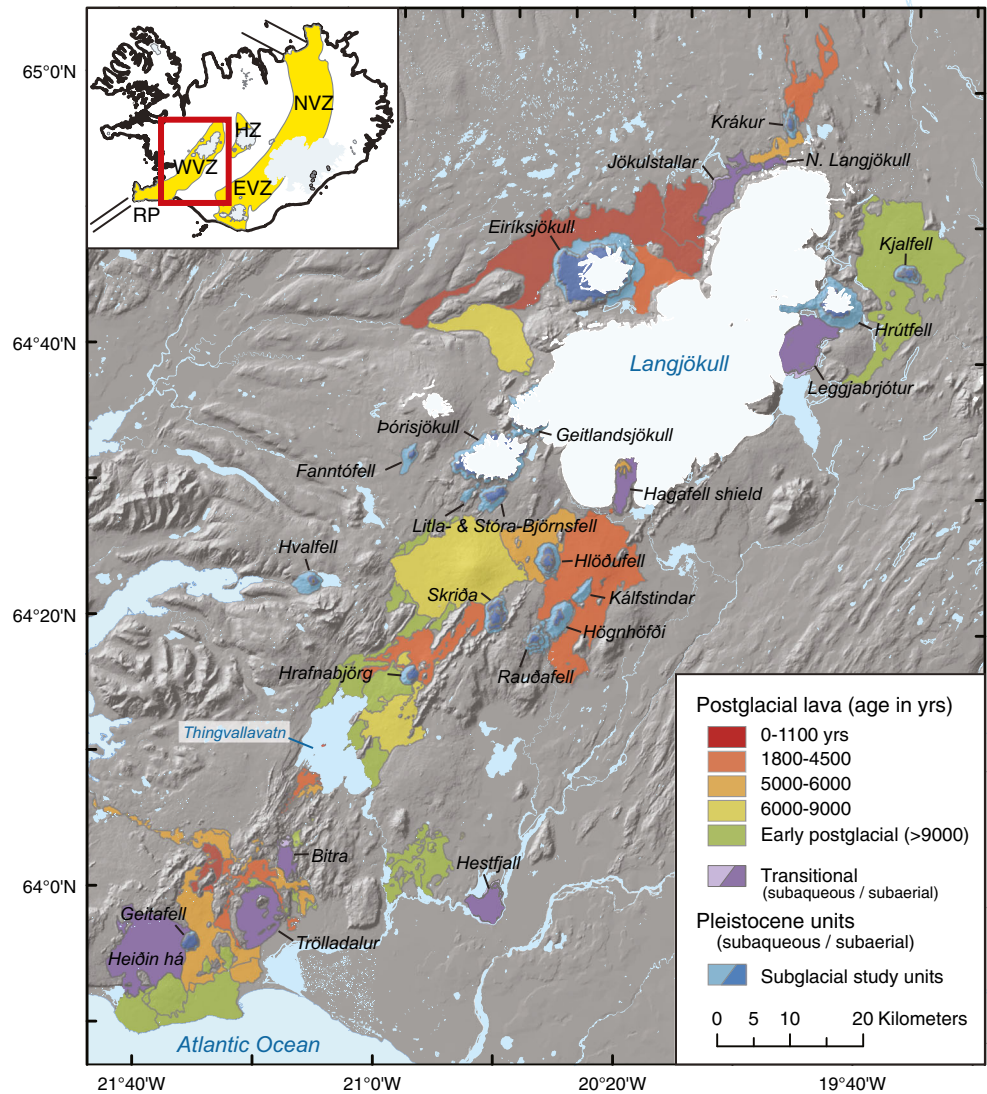 65°0'N
64°40'N
64°20'N
64°0'N
NVZ
HZ
WVZ
EVZ
RP
Krákur
Jökulstallar
N. Langjökull
Eiríksjökull
Kjalfell
Hrútfell
Langjökull
Leggjabrjótur
Þórisjökull
Geitlandsjökull
Fanntófell
Hagafell shield
Litla- & Stóra-Björnsfell
Hvalfell
Hlöðufell
Skriða
Kálfstindar
Högnhöfði
Rauðafell
Hrafnabjörg
Thingvallavatn
Bitra
Hestfjall
Geitafell
Trölladalur
Heiðin há
Atlantic Ocean
Postglacial lava (age in yrs)
0-1100 yrs
1800-4500
5000-6000
6000-9000
Early postglacial (>9000)
Transitional
(subaqueous / subaerial)
Pleistocene units
(subaqueous / subaerial)
Subglacial study units
0 5 10 20 Kilometers
21°40'W 21°0'W 20°20'W 19°40'W